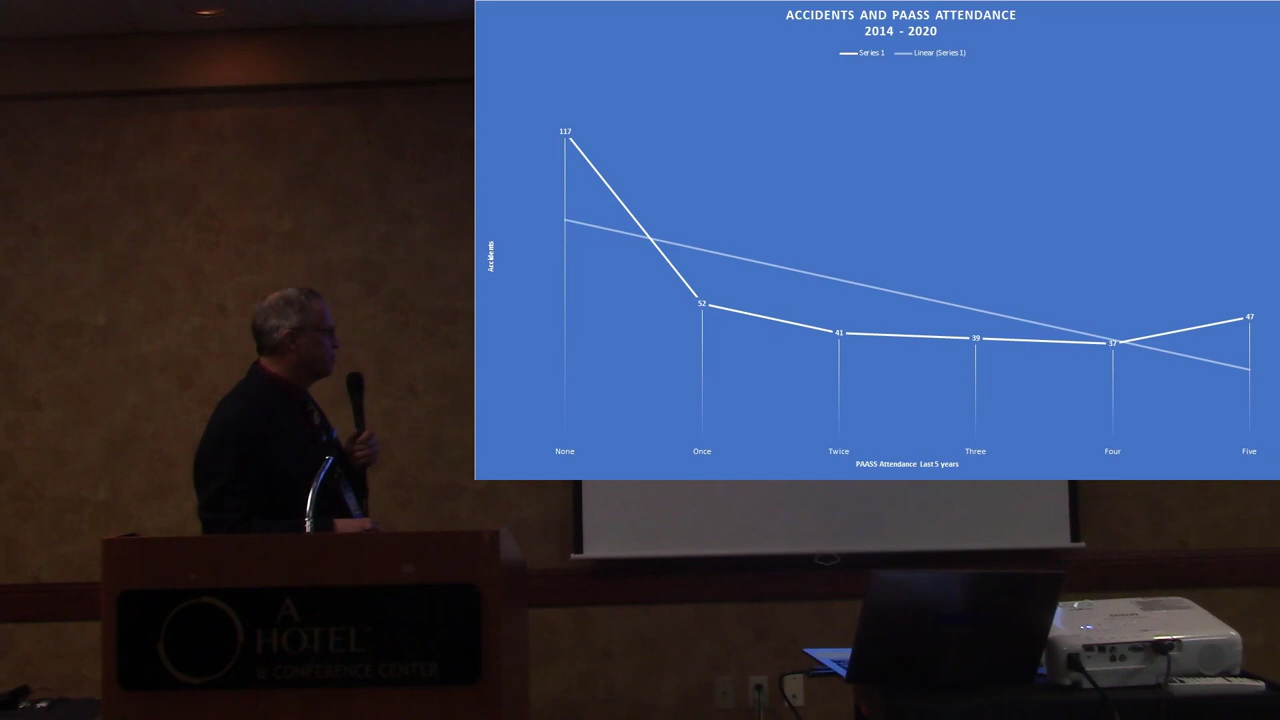 ACCIDENTS AND PAASS ATTENDANCE
2014 - 2020
Series 1 Linear (Series 1)
117
52
41
39
37
47
Accidents
None Once Twice Three Four Five
PAASS Attendance Last 5 years
A
HOTEL
& CONFERENCE CENTER